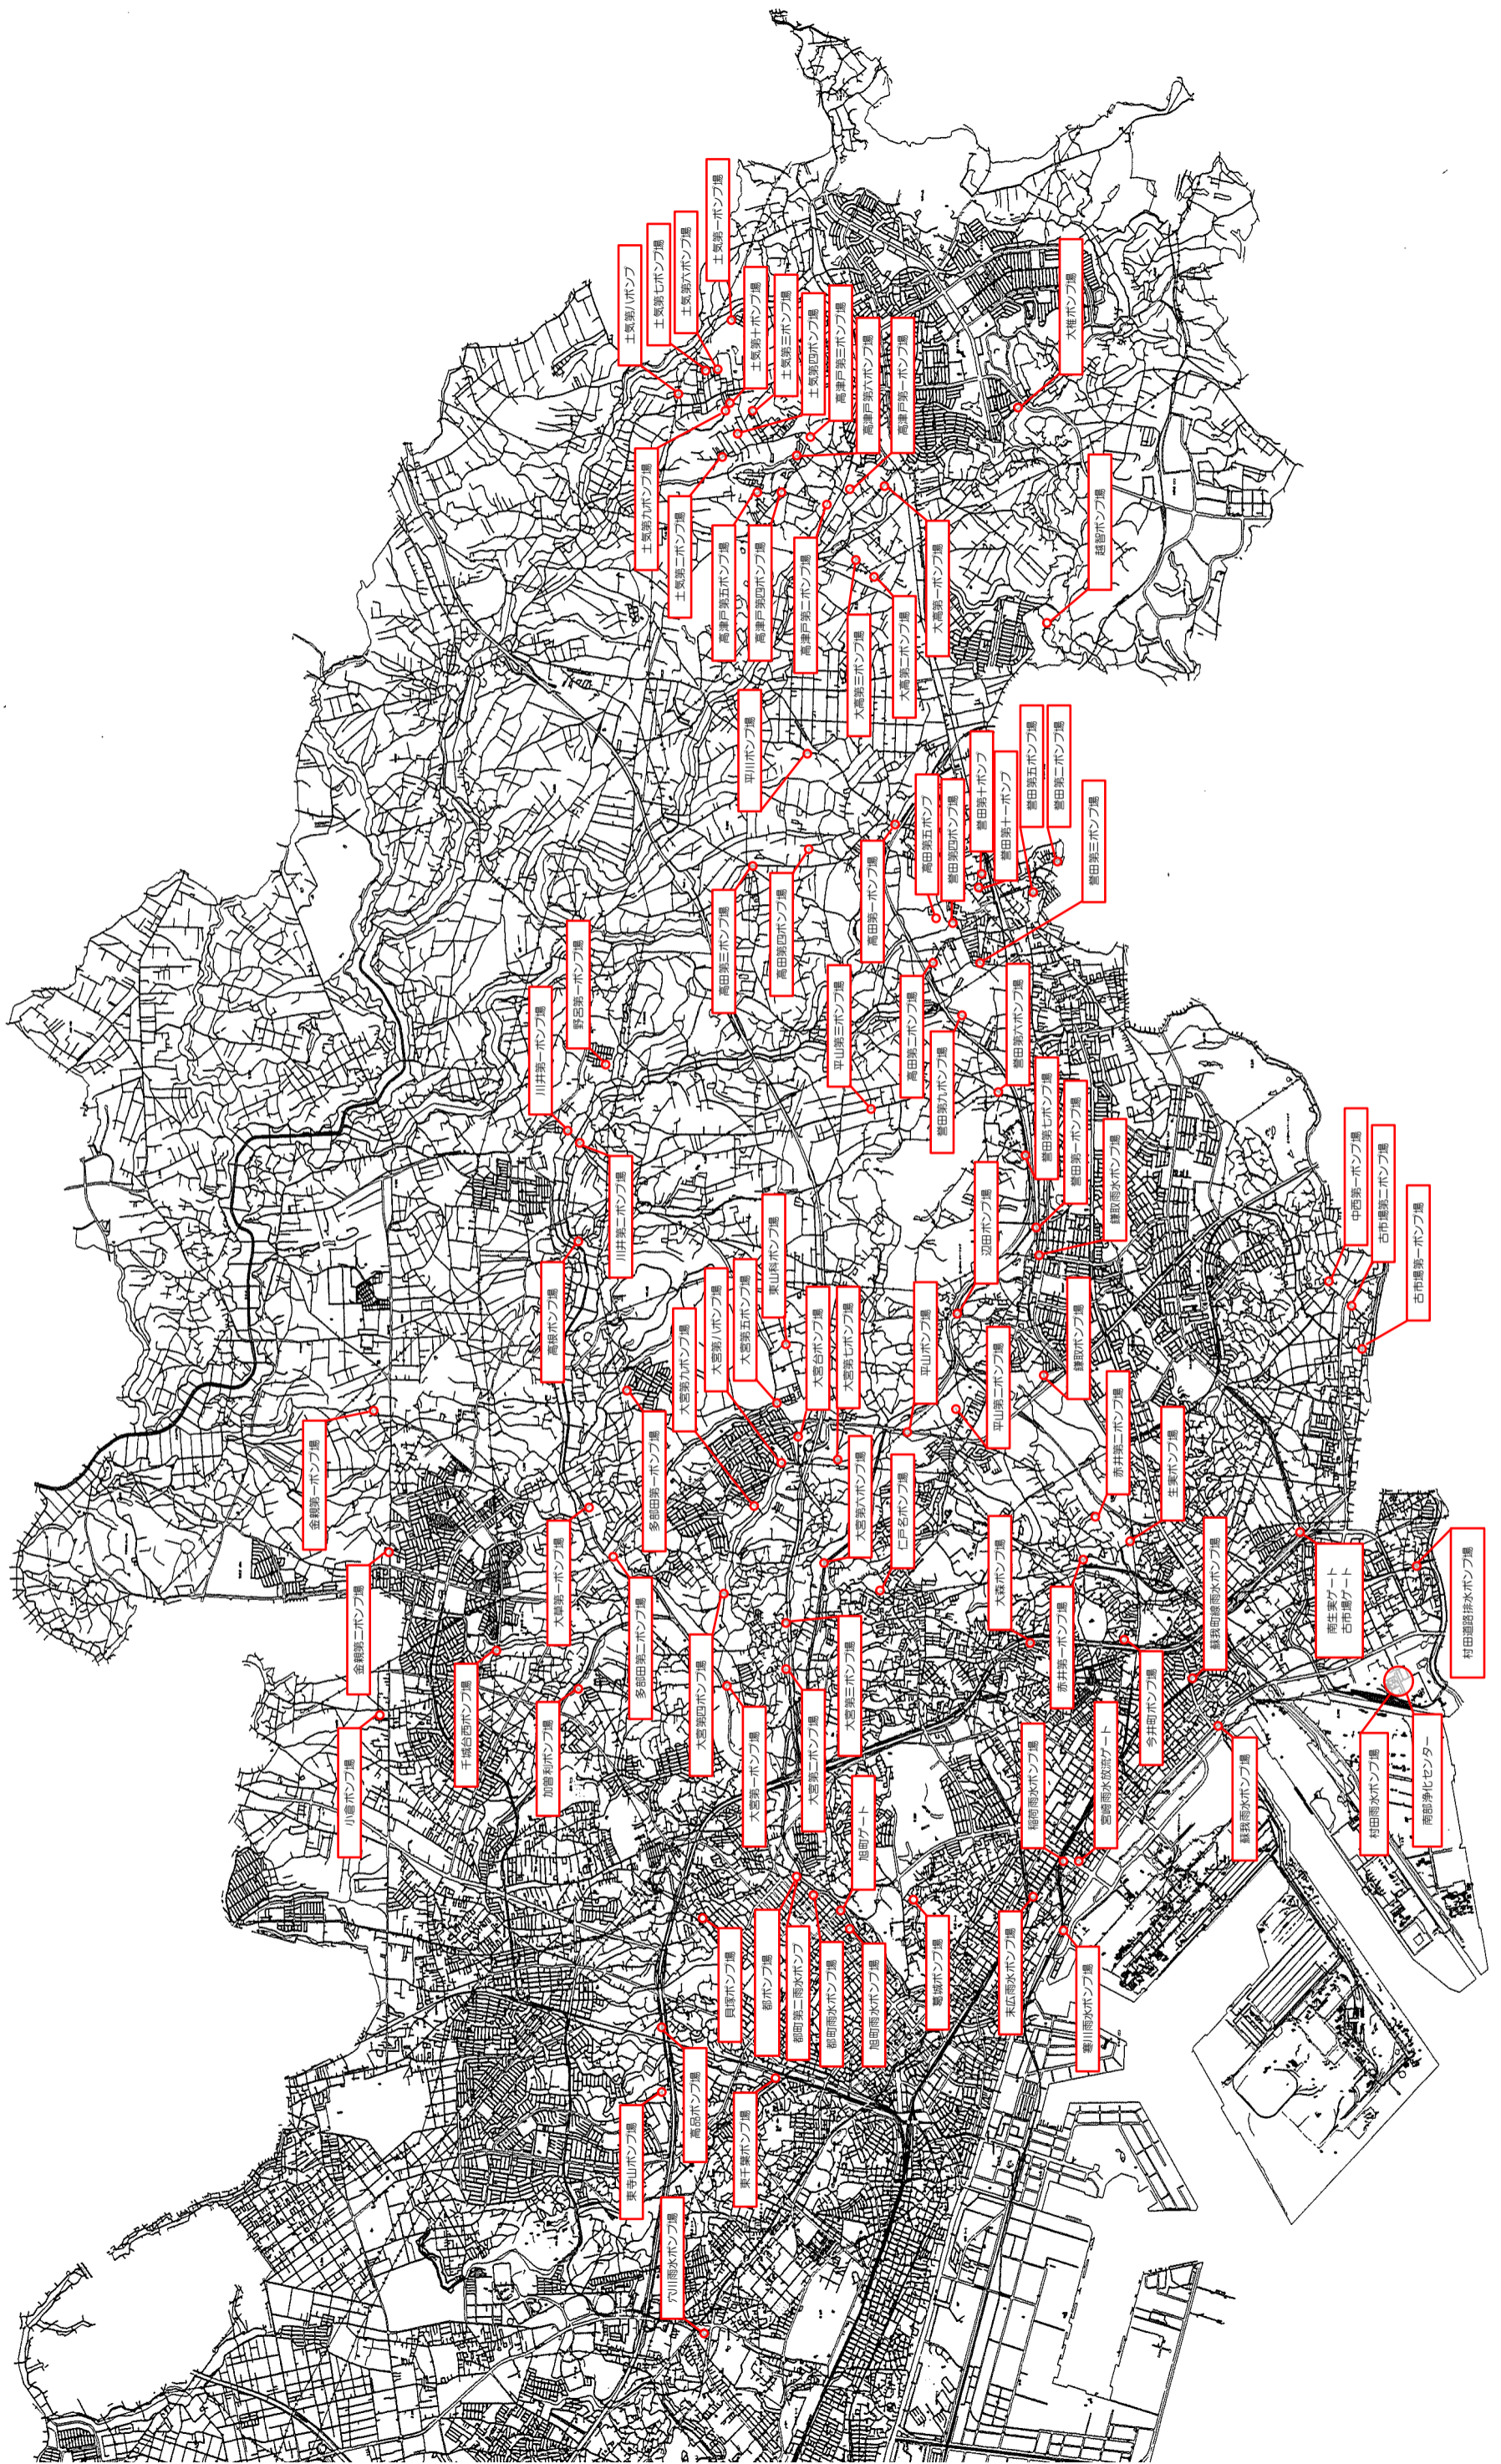 土気第一ポンプ場
土気第六ポンプ場
土気第七ポンプ場
土気第八ポンプ
土気第十ポンプ場
土気第三ポンプ場
土気第四ポンプ場
高津戸第三ポンプ場
高津戸第六ポンプ場
高津戸第一ポンプ場
大椎ポンプ場
土気第九ポンプ場
土気第二ポンプ場
高津戸第五ポンプ場
高津戸第四ポンプ場
高津戸第二ポンプ場
大高第三ポンプ場
大高第二ポンプ場
大高第一ポンプ場
越智ポンプ場
平川ポンプ場
高田第五ポンプ
誉田第四ポンプ場
誉田第十ポンプ
誉田第十一ポンプ
誉田第五ポンプ場
誉田第二ポンプ場
誉田第三ポンプ場
高田第三ポンプ場
高田第四ポンプ場
高田第一ポンプ場
野呂第一ポンプ場
川井第一ポンプ場
平山第三ポンプ場
高田第二ポンプ場
誉田第九ポンプ場
誉田第六ポンプ場
誉田第七ポンプ場
誉田第一ポンプ場
鎌取雨水ポンプ場
中西第一ポンプ場
古市場第二ポンプ場
古市場第一ポンプ場
川井第二ポンプ場
高根ポンプ場
東山科ポンプ場
大宮第五ポンプ場
大宮第八ポンプ場
大宮第九ポンプ場
大宮台ポンプ場
大宮第七ポンプ場
平山ポンプ場
辺田ポンプ場
平山第二ポンプ場
鎌取ポンプ場
赤井第二ポンプ場
生実ポンプ場
金親第一ポンプ場
金親第二ポンプ場
大草第一ポンプ場
多部田第一ポンプ場
多部田第二ポンプ場
大宮第六ポンプ場
仁戸名ポンプ場
大森ポンプ場
赤井第一ポンプ場
蘇我町線雨水ポンプ場
南生実ゲート
古市場ゲート
村田道路排水ポンプ場
小倉ポンプ場
千城台西ポンプ場
加曽利ポンプ場
大宮第四ポンプ場
大宮第一ポンプ場
大宮第二ポンプ場
大宮第三ポンプ場
旭町ゲート
稲荷雨水ポンプ場
宮崎雨水放流ゲート
今井町ポンプ場
蘇我雨水ポンプ場
村田雨水ポンプ場
南部浄化センター
貝塚ポンプ場
都ポンプ場
都町第二雨水ポンプ
都町雨水ポンプ場
旭町雨水ポンプ場
葛城ポンプ場
末広雨水ポンプ場
寒川雨水ポンプ場
高品ポンプ場
東寺山ポンプ場
東千葉ポンプ場
穴川雨水ポンプ場